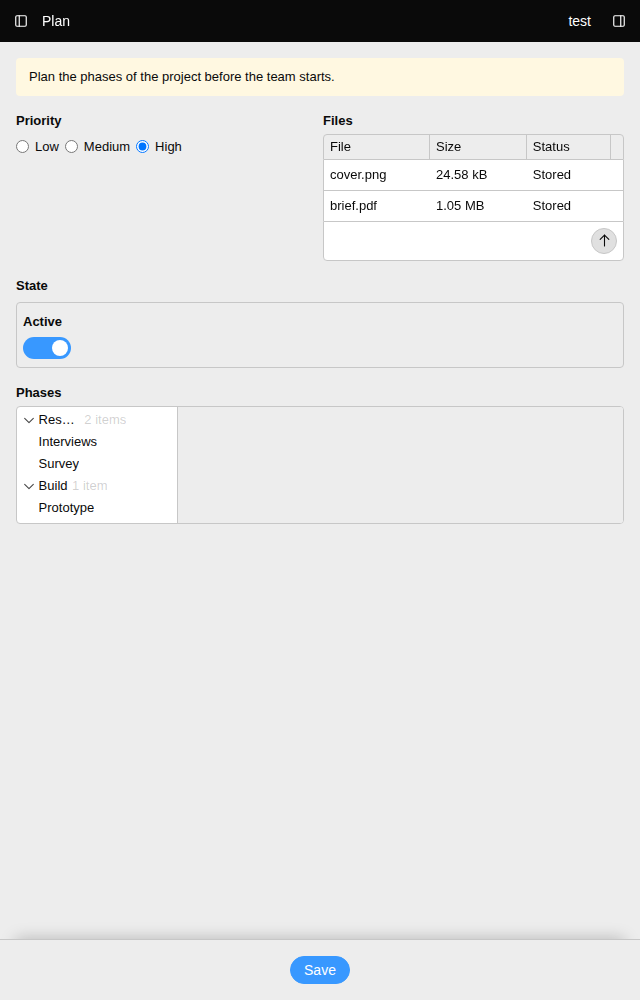 Plan
test
Plan the phases of the project before the team starts.
Priority
Low Medium High
Files
File Size Status
cover.png 24.58 kB Stored
brief.pdf 1.05 MB Stored
State
Active
Phases
Res… 2 items
Interviews
Survey
Build 1 item
Prototype
Save